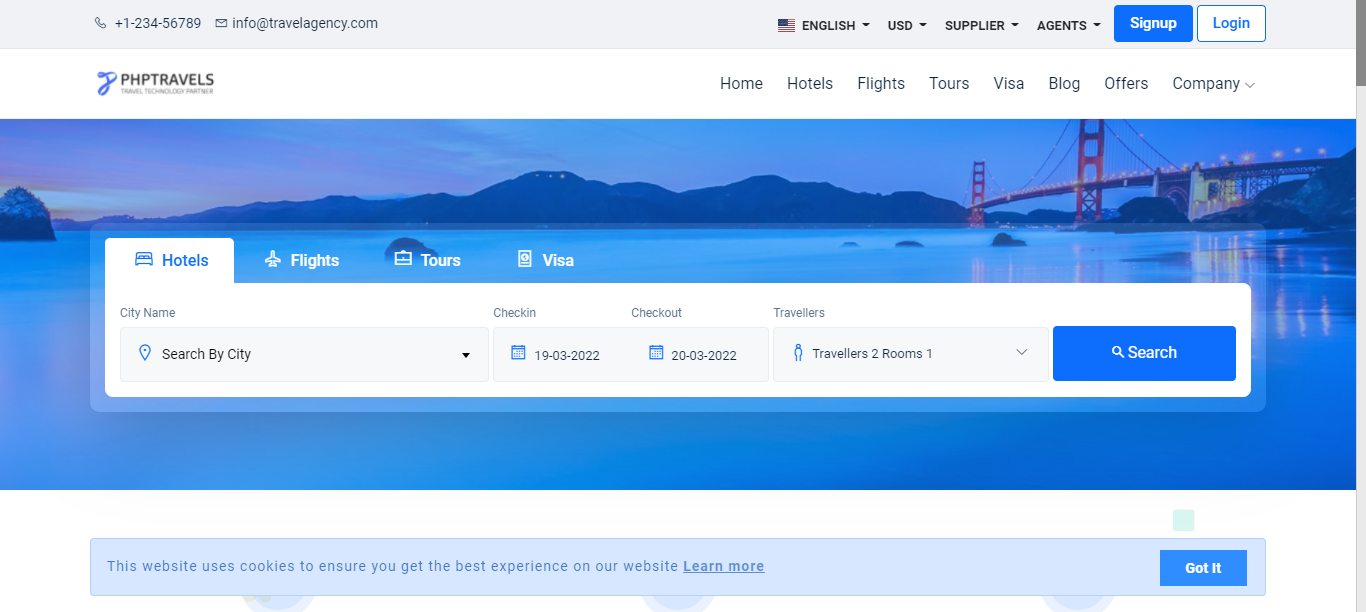 +1-234-56789 info@travelagency.com ENGLISH USD SUPPLIER AGENTS Signup Login
PHPTRAVELS
TRAVEL TECHNOLOGY PARTNER
Home Hotels Flights Tours Visa Blog Offers Company
Hotels Flights Tours Visa
City Name Checkin Checkout Travellers
Search By City 19-03-2022 20-03-2022 Travellers 2 Rooms 1 Search
This website uses cookies to ensure you get the best experience on our website Learn more Got It